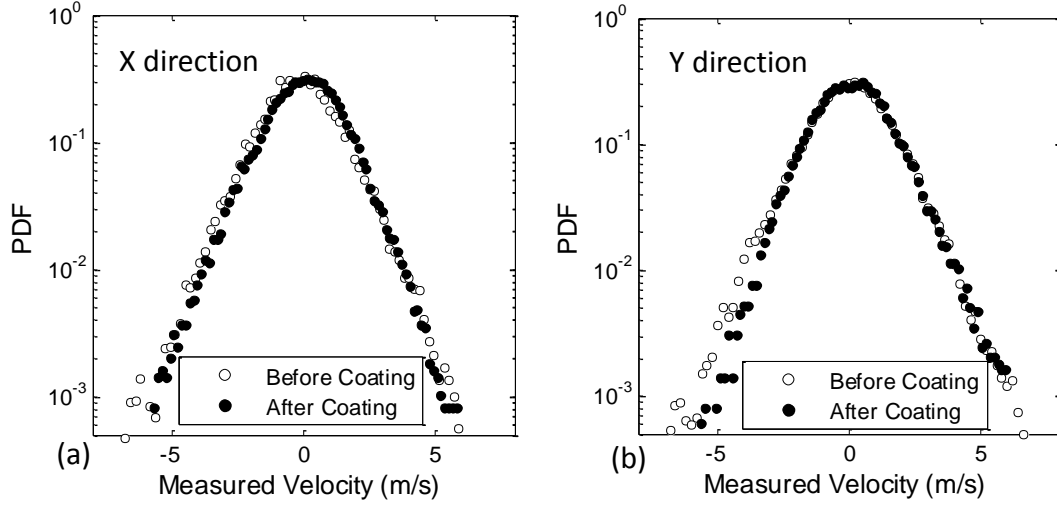 X direction
PDF
10^0
10^-1
10^-2
10^-3
Before Coating
After Coating
-5 0 5
Measured Velocity (m/s)
(a)
Y direction
PDF
10^0
10^-1
10^-2
10^-3
Before Coating
After Coating
-5 0 5
Measured Velocity (m/s)
(b)